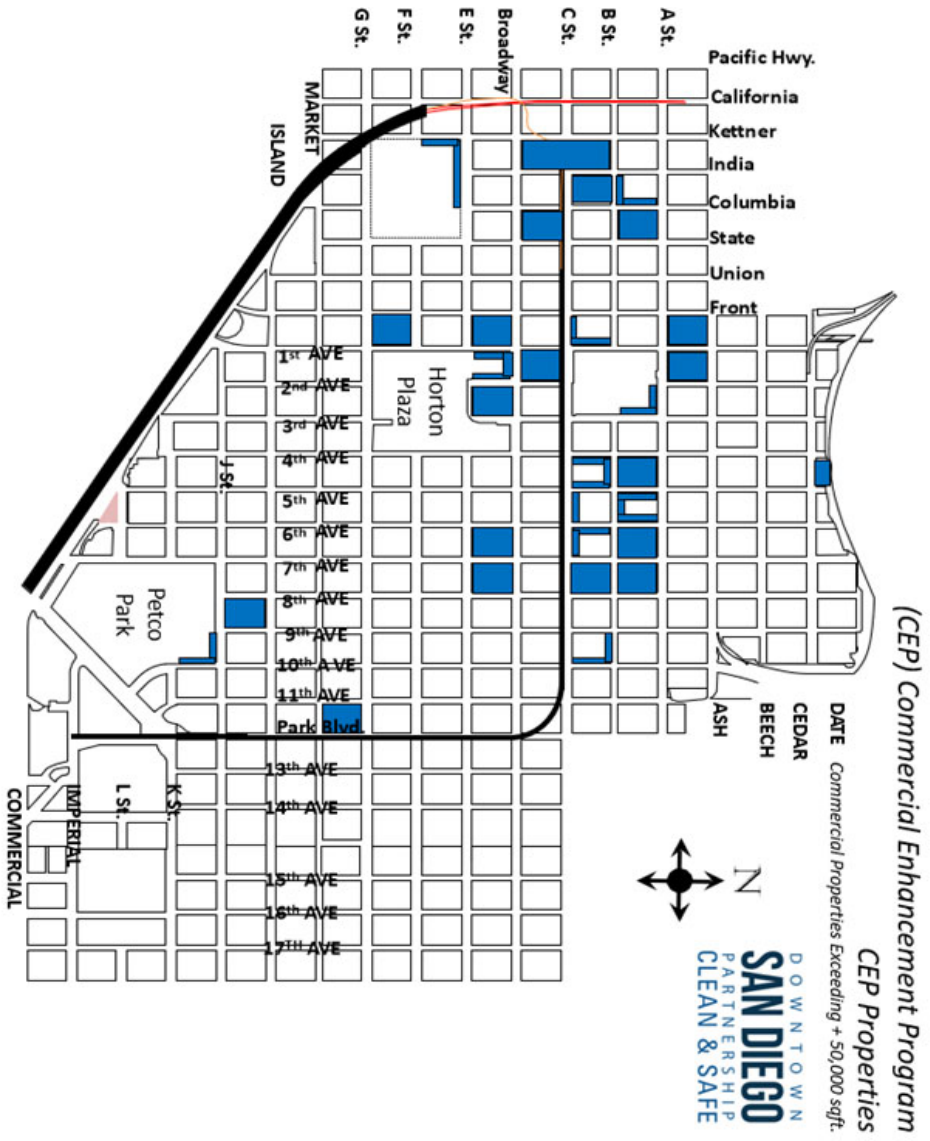 (CEP) Commercial Enhancement Program
CEP Properties
Commercial Properties Exceeding + 50,000 sqft.
DOWNTOWN
SAN DIEGO
PARTNERSHIP
CLEAN & SAFE
N
G St.
F St.
E St.
Broadway
C St.
B St.
A St.
Pacific Hwy.
California
Kettner
India
Columbia
State
Union
Front
MARKET
ISLAND
1st AVE
2nd AVE
3rd AVE
4th AVE
5th AVE
6th AVE
7th AVE
8th AVE
9th AVE
10th A VE
11th AVE
Park Blvd.
13th AVE
14th AVE
15th AVE
16th AVE
17TH AVE
Horton
Plaza
J St.
Petco
Park
ASH
BEECH
CEDAR
DATE
K St.
L St.
IMPERIAL
COMMERCIAL